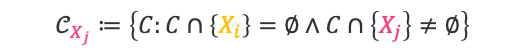 𝒞_{X_j} ≔ {C: C ∩ {X_i} = ∅ ∧ C ∩ {X_j} ≠ ∅}